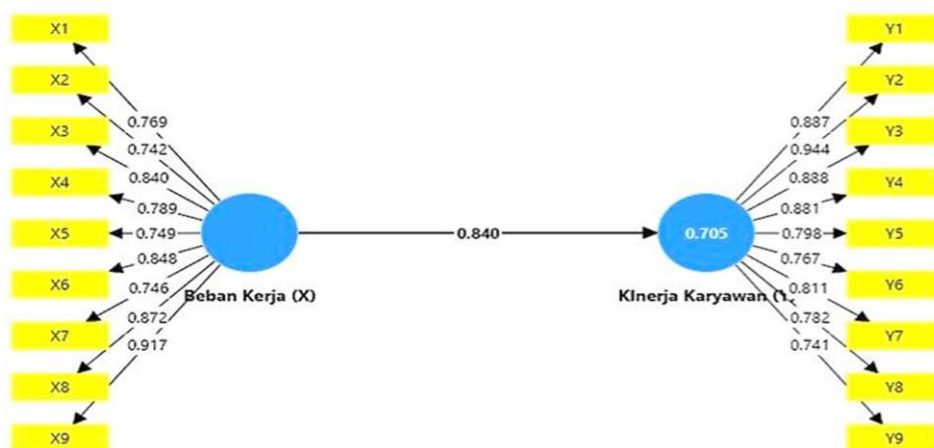 X1
X2
X3
X4
X5
X6
X7
X8
X9
0.769
0.742
0.840
0.789
0.749
0.848
0.746
0.872
0.917
Beban Kerja (X)
0.840
0.705
KInerja Karyawan (Y.
0.887
0.944
0.888
0.881
0.798
0.767
0.811
0.782
0.741
Y1
Y2
Y3
Y4
Y5
Y6
Y7
Y8
Y9